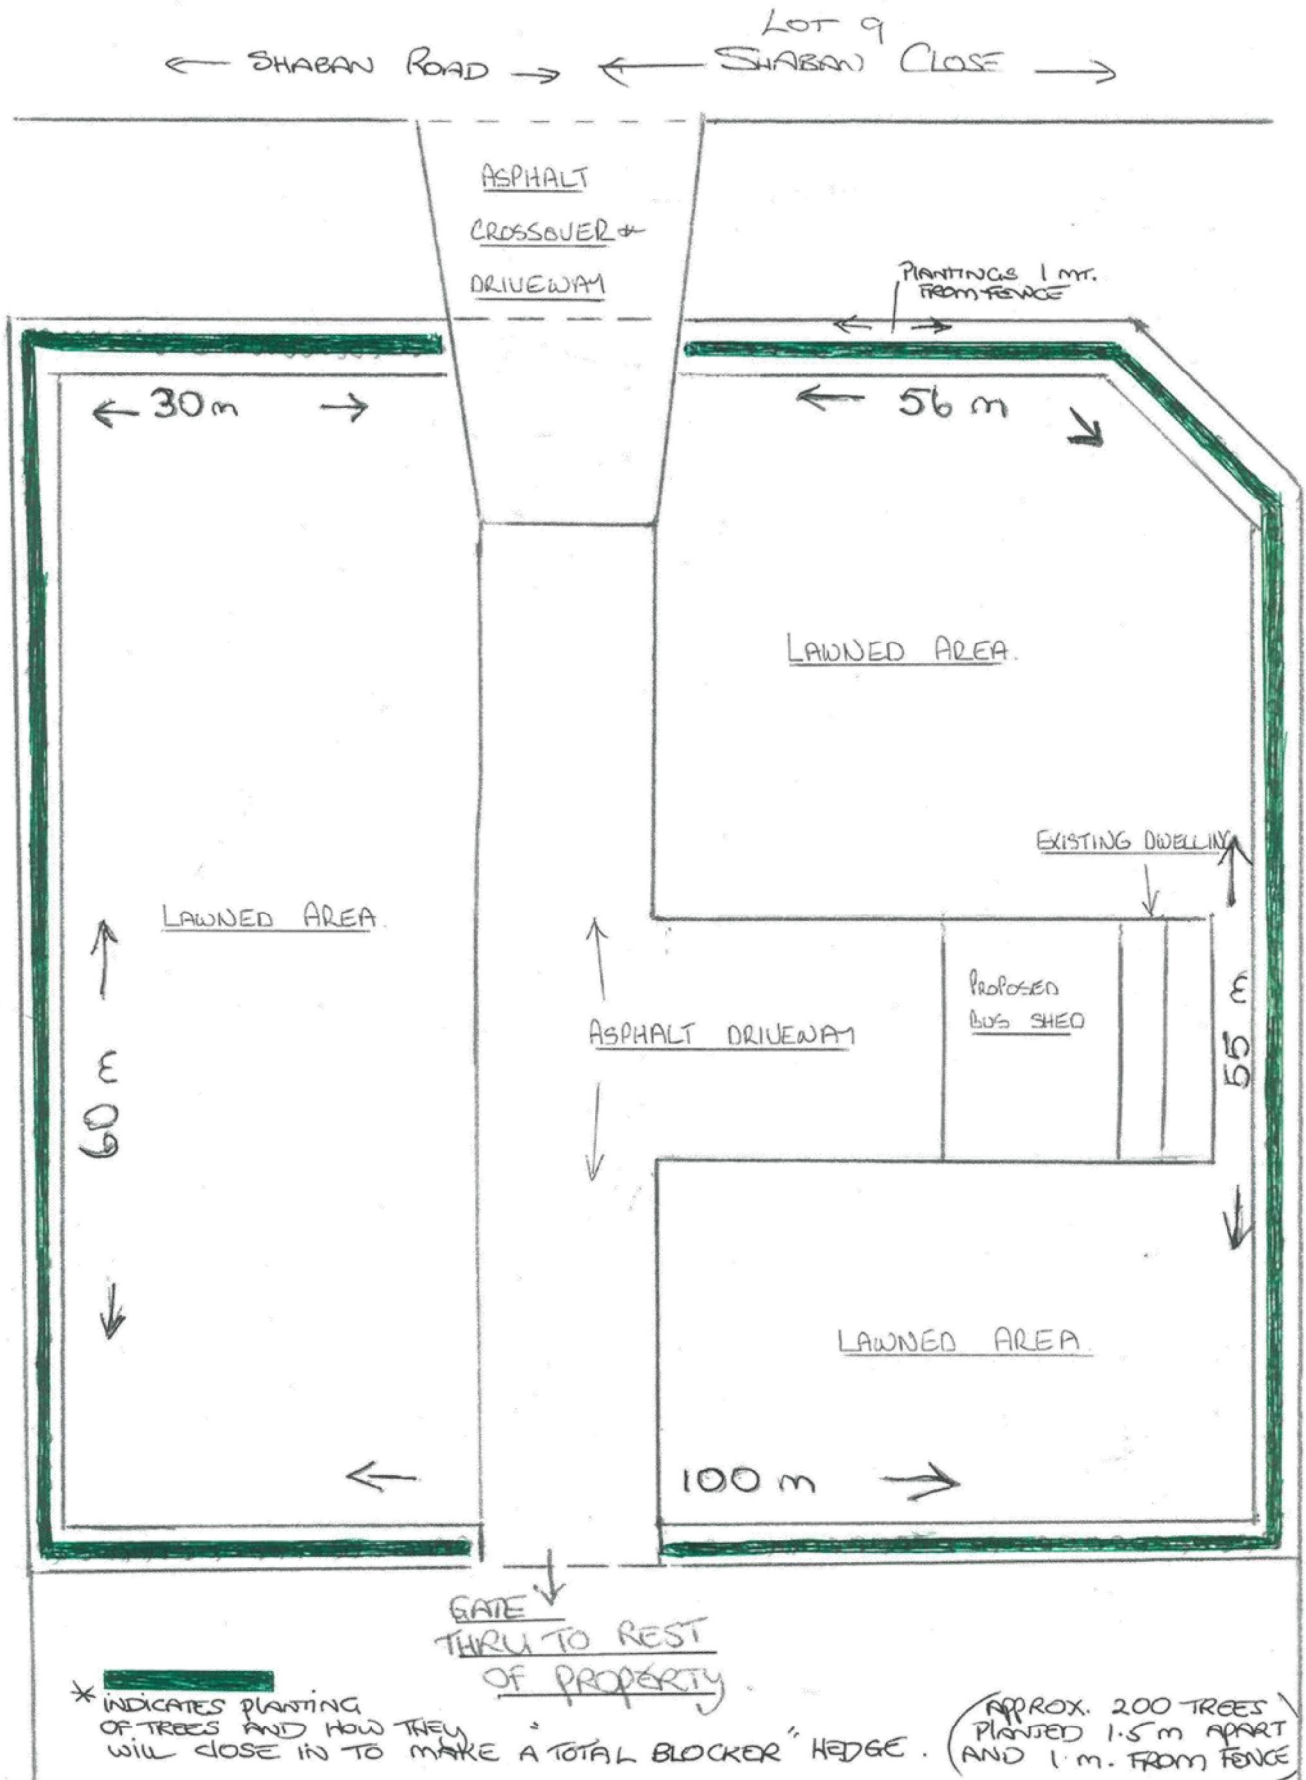 LOT 9
← SHABAN ROAD → ← SHABAN CLOSE →
ASPHALT
CROSSOVER &
DRIVEWAY
PLANTINGS 1 MT.
FROM FENCE
← 30m →
← 56 m
LAWNED AREA.
EXISTING DWELLING
LAWNED AREA.
PROPOSED
BUS SHED
ASPHALT DRIVEWAY
55 m
60 m
LAWNED AREA.
← 100 m →
GATE
THRU TO REST
OF PROPERTY.
* INDICATES PLANTING
OF TREES AND HOW THEY
WILL CLOSE IN TO MAKE A "TOTAL BLOCKER" HEDGE.
(APPROX. 200 TREES
PLANTED 1.5m APART
AND 1 m. FROM FENCE)